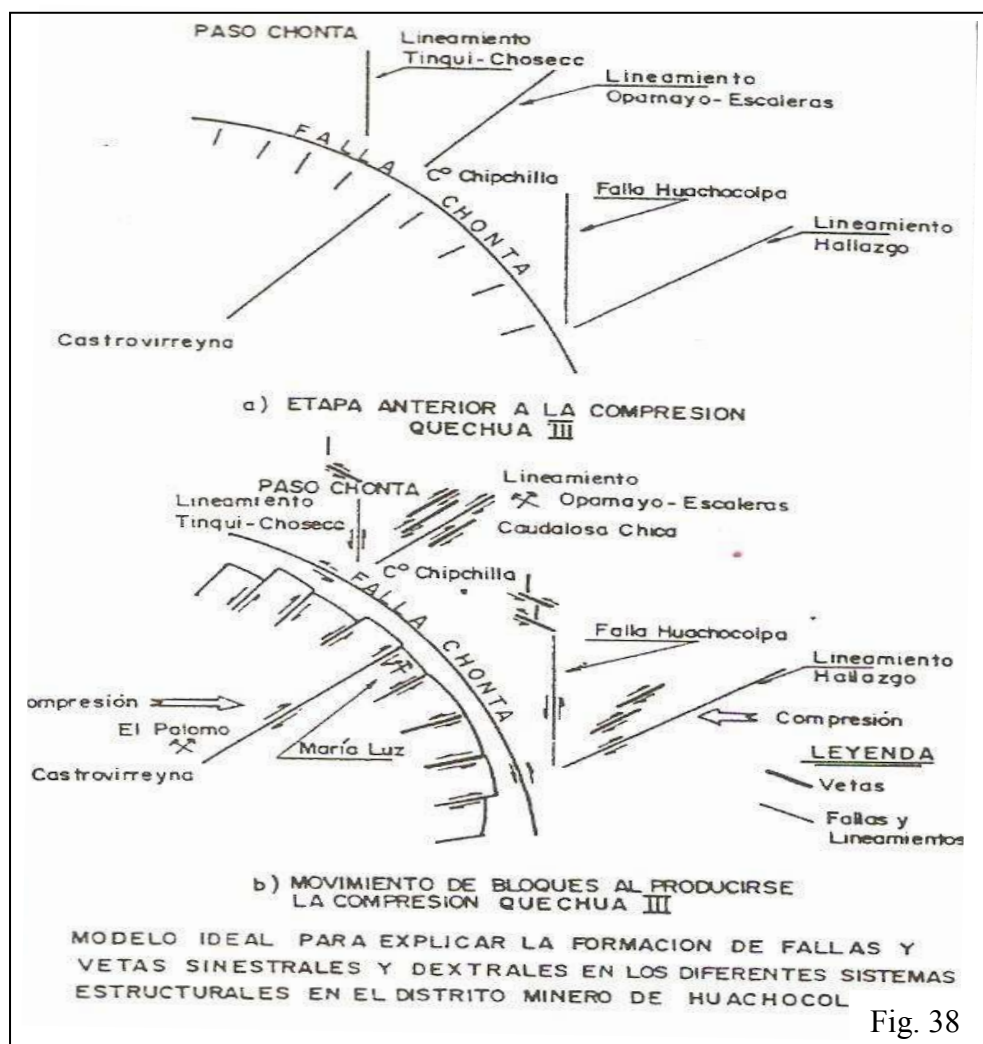 PASO CHONTA
Lineamiento
Tinqui-Chosecc
Lineamiento
Opamayo-Escaleras
FALLA CHONTA
Cº Chipchilla
Falla Huachocolpa
Lineamiento
Hallazgo
Castrovirreyna
a) ETAPA ANTERIOR A LA COMPRESION
QUECHUA III
PASO CHONTA
Lineamiento
Tinqui-Chosecc
Lineamiento
Opamayo-Escaleras
Caudalosa Chica
FALLA CHONTA
Cº Chipchilla
Falla Huachocolpa
Lineamiento
Hallazgo
ompresión
Compresión
El Palomo
María Luz
Castrovirreyna
LEYENDA
Vetas
Fallas y
Lineamientos
b) MOVIMIENTO DE BLOQUES AL PRODUCIRSE
LA COMPRESION QUECHUA III
MODELO IDEAL PARA EXPLICAR LA FORMACION DE FALLAS Y
VETAS SINESTRALES Y DEXTRALES EN LOS DIFERENTES SISTEMAS
ESTRUCTURALES EN EL DISTRITO MINERO DE HUACHOCOL
Fig. 38